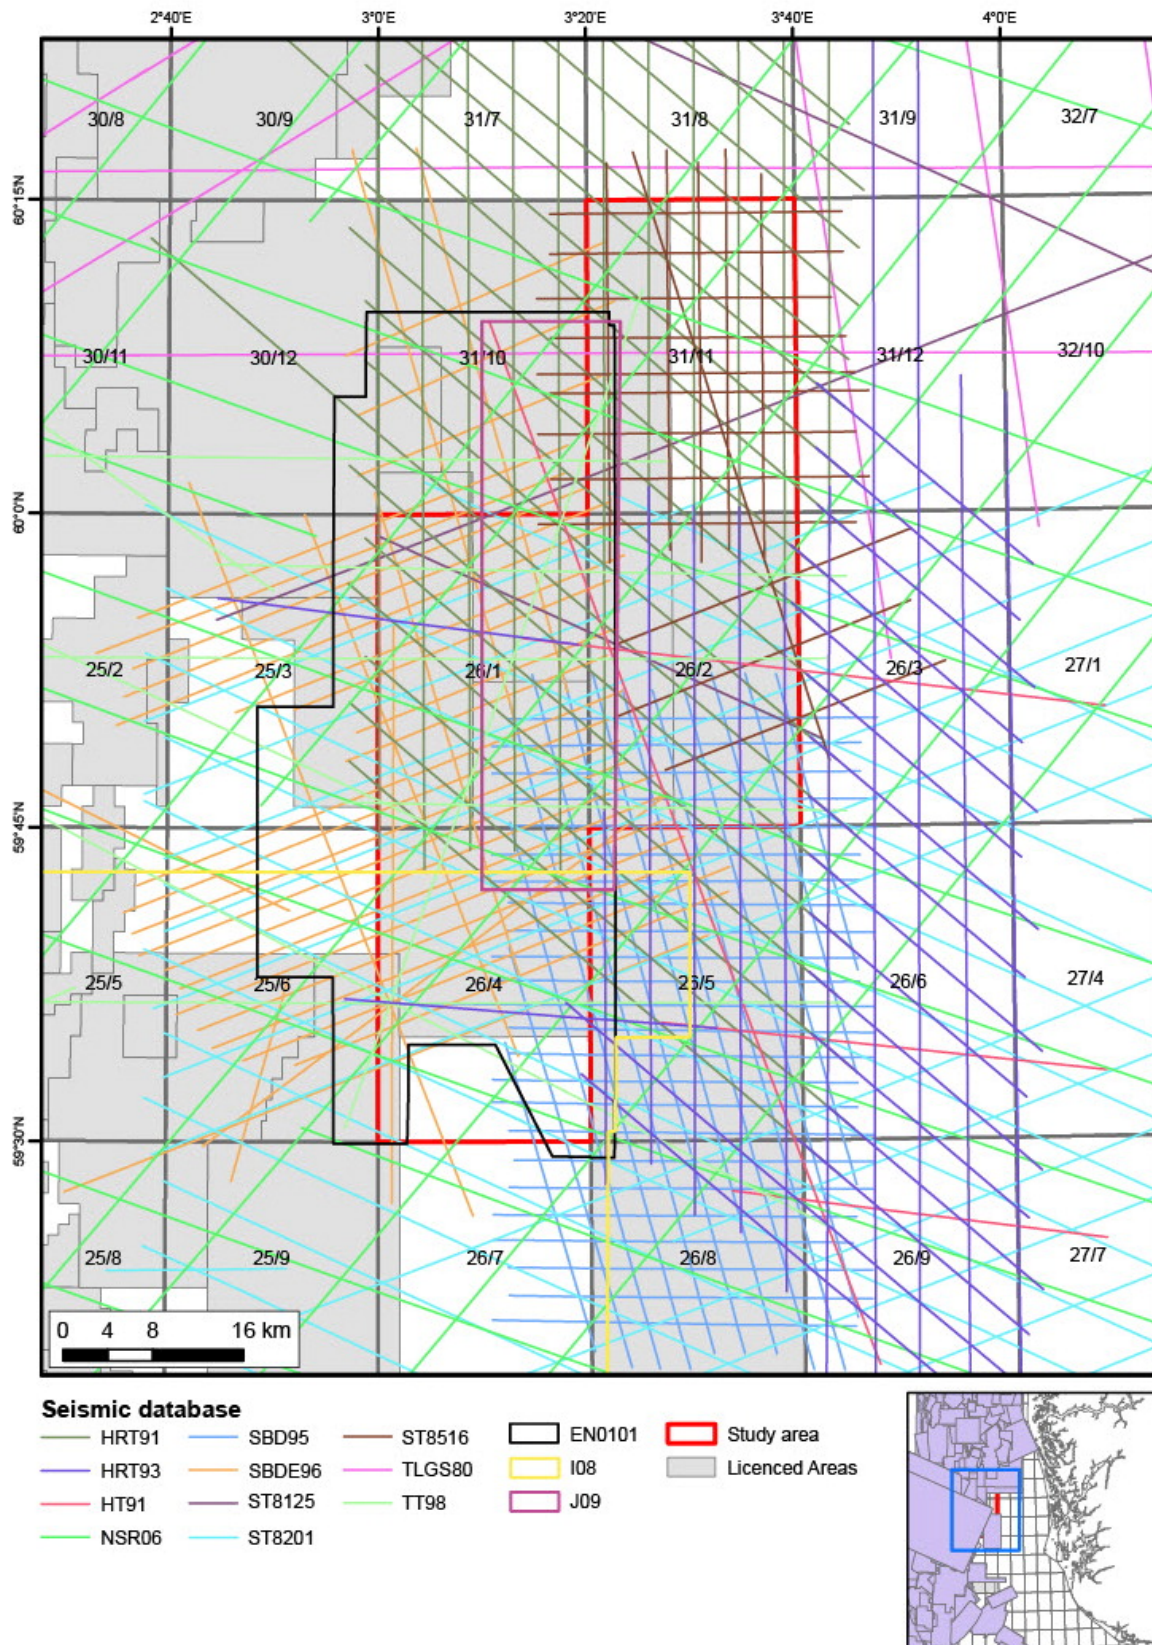 2°40'E 3°0'E 3°20'E 3°40'E 4°0'E
30/8 30/9 31/7 31/8 31/9 32/7
60°15'N
30/11 30/12 31/10 31/11 31/12 32/10
60°0'N
25/2 25/3 26/1 26/2 26/3 27/1
59°45'N
25/5 25/6 26/4 26/5 26/6 27/4
59°30'N
25/8 25/9 26/7 26/8 26/9 27/7
0 4 8 16 km
Seismic database
HRT91 SBD95 ST8516 EN0101 Study area
HRT93 SBDE96 TLGS80 I08 Licenced Areas
HT91 ST8125 TT98 J09
NSR06 ST8201